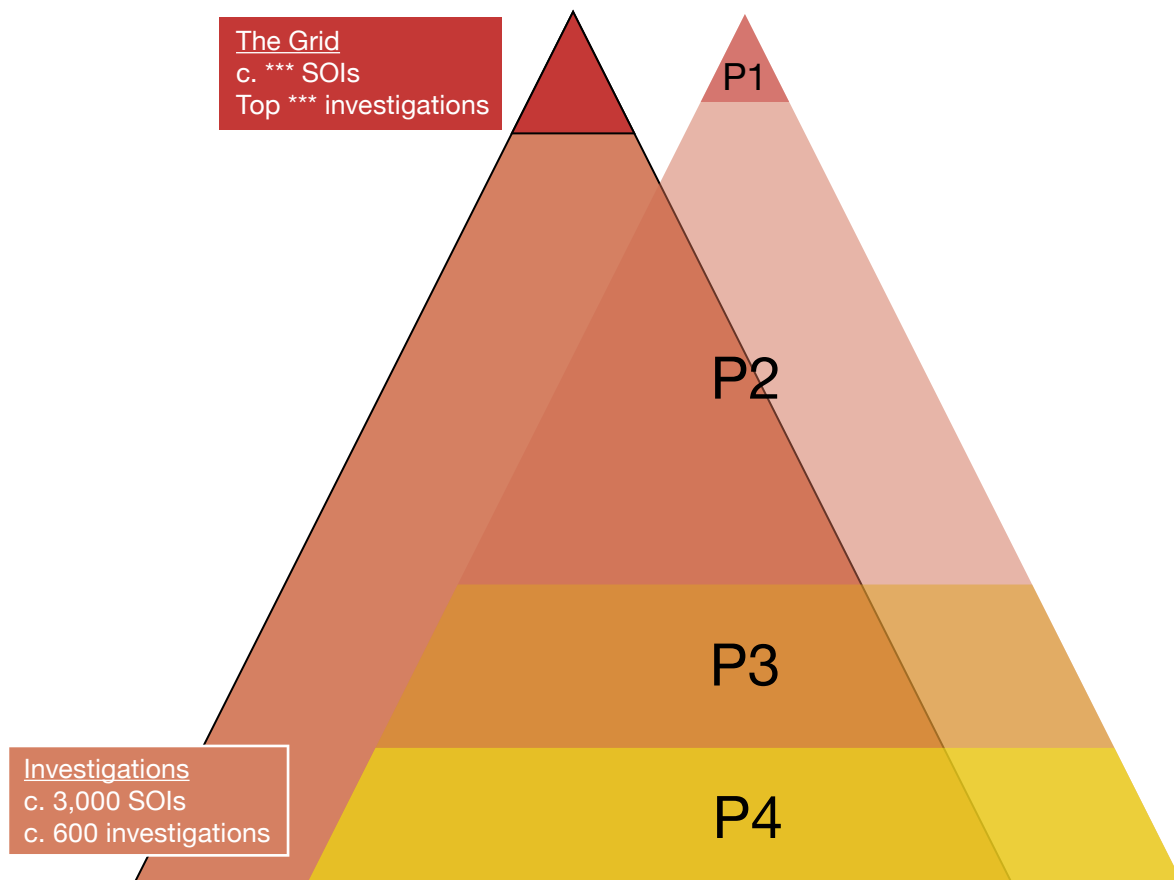 The Grid
c. *** SOIs
Top *** investigations
P1
P2
P3
Investigations
c. 3,000 SOIs
c. 600 investigations
P4